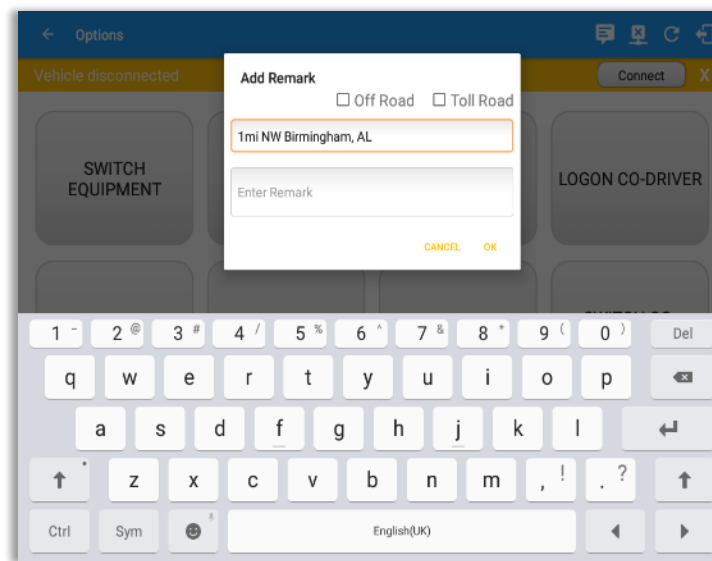 Options
Vehicle disconnected
Connect X
Add Remark
Off Road Toll Road
1mi NW Birmingham, AL
Enter Remark
CANCEL OK
SWITCH
EQUIPMENT
LOGON CO-DRIVER
1 - 2 @ 3 # 4 / 5 % 6 ^ 7 & 8 * 9 ( 0 ) Del
q w e r t y u i o p
a s d f g h j k l
z x c v b n m , ! . ?
Ctrl Sym English(UK)